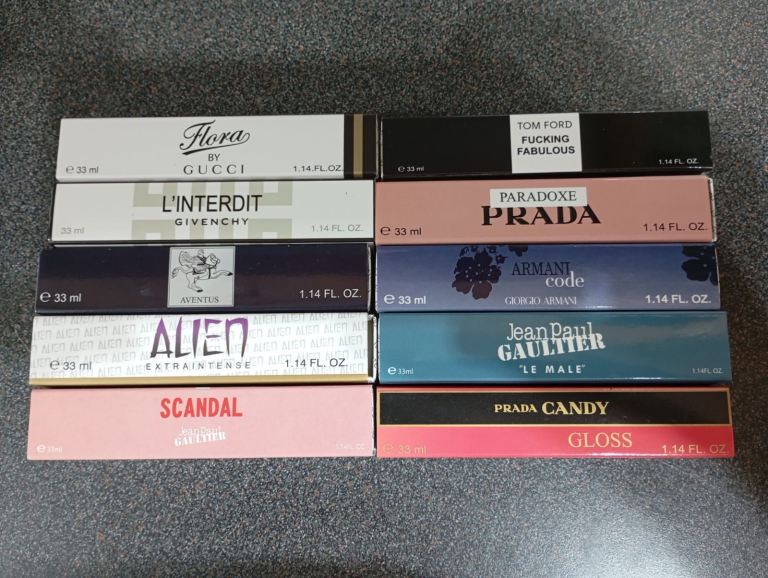 Flora
BY
GUCCI
e 33 ml
1.14.FL.OZ.
TOM FORD
FUCKING
FABULOUS
e 33 ml
1.14 FL. OZ.
L'INTERDIT
GIVENCHY
33 ml
1.14 FL. OZ.
PARADOXE
PRADA
e 33 ml
1.14 FL. OZ.
AVENTUS
e 33 ml
1.14 FL. OZ.
ARMANI
code
GIORGIO ARMANI
e 33 ml
1.14 FL. OZ.
ALIEN
EXTRAINTENSE
e 33 ml
1.14 FL. OZ.
Jean Paul
GAULTIER
"LE MALE"
e 33ml
1.14FL. OZ.
SCANDAL
Jean Paul
GAULTIER
e 33ml
1.14FL. OZ.
PRADA CANDY
GLOSS
e 33 ml
1.14 FL. OZ.